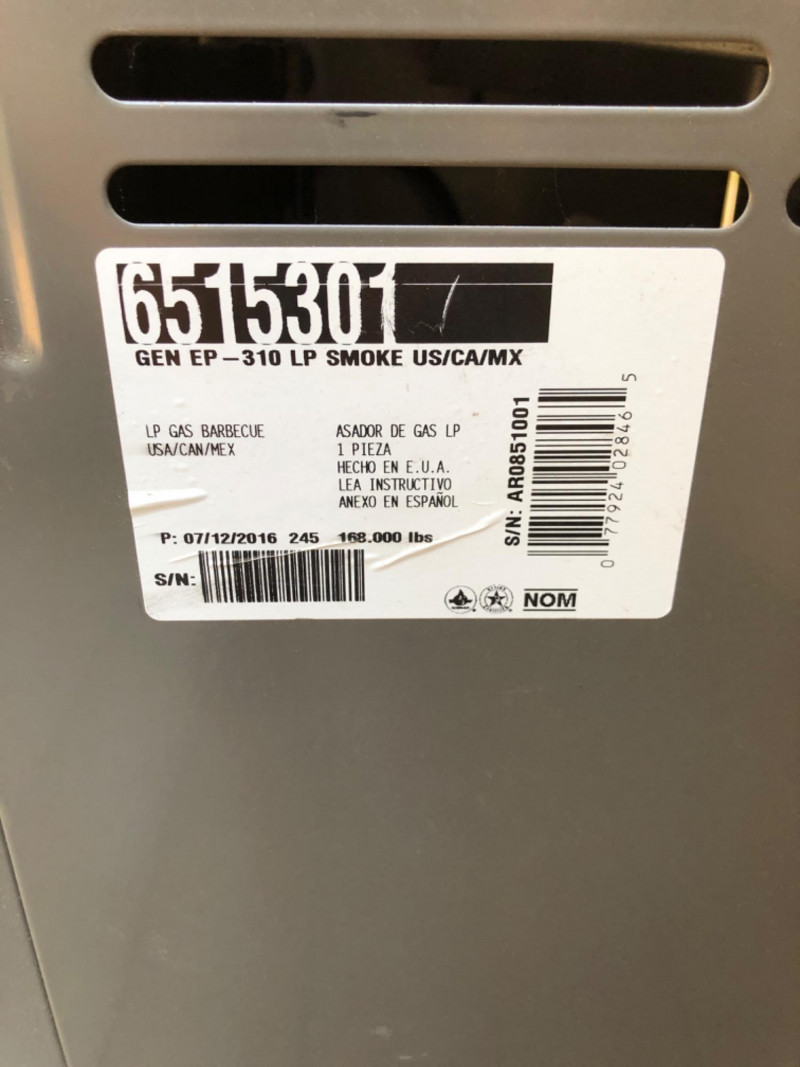 6515301
GEN EP-310 LP SMOKE US/CA/MX
LP GAS BARBECUE
USA/CAN/MEX
ASADOR DE GAS LP
1 PIEZA
HECHO EN E.U.A.
LEA INSTRUCTIVO
ANEXO EN ESPAÑOL
P: 07/12/2016 245 168.000 lbs
S/N:
S/N: AR0851001
0 77924 02846 5
NOM